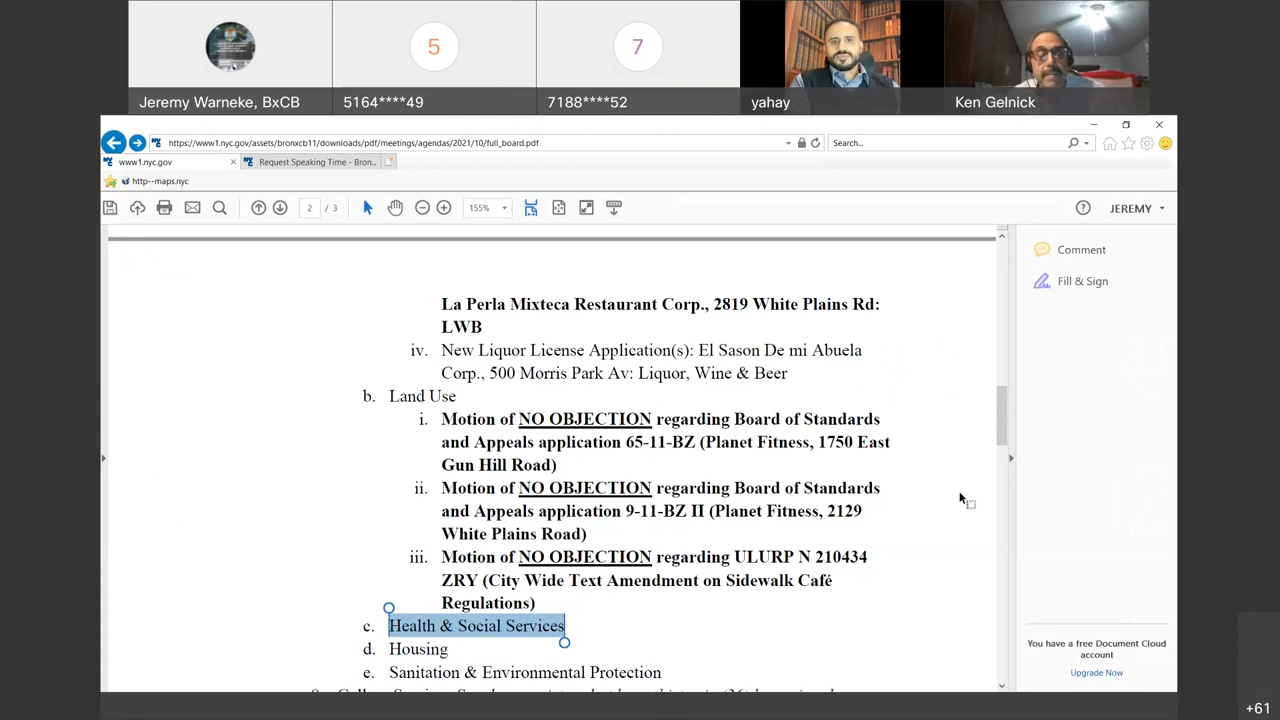 5
7
Jeremy Warneke, BxCB
5164****49
7188****52
yahay
Ken Gelnick
https://www1.nyc.gov/assets/bronxcb11/downloads/pdf/meetings/agendas/2021/10/full_board.pdf
Search...
www1.nyc.gov
Request Speaking Time - Bron...
http--maps.nyc
2 / 3
155%
JEREMY
Comment
Fill & Sign
La Perla Mixteca Restaurant Corp., 2819 White Plains Rd:
LWB
iv. New Liquor License Application(s): El Sason De mi Abuela
Corp., 500 Morris Park Av: Liquor, Wine & Beer
b. Land Use
i. Motion of NO OBJECTION regarding Board of Standards
and Appeals application 65-11-BZ (Planet Fitness, 1750 East
Gun Hill Road)
ii. Motion of NO OBJECTION regarding Board of Standards
and Appeals application 9-11-BZ II (Planet Fitness, 2129
White Plains Road)
iii. Motion of NO OBJECTION regarding ULURP N 210434
ZRY (City Wide Text Amendment on Sidewalk Café
Regulations)
c. Health & Social Services
d. Housing
e. Sanitation & Environmental Protection
You have a free Document Cloud
account
Upgrade Now
+61